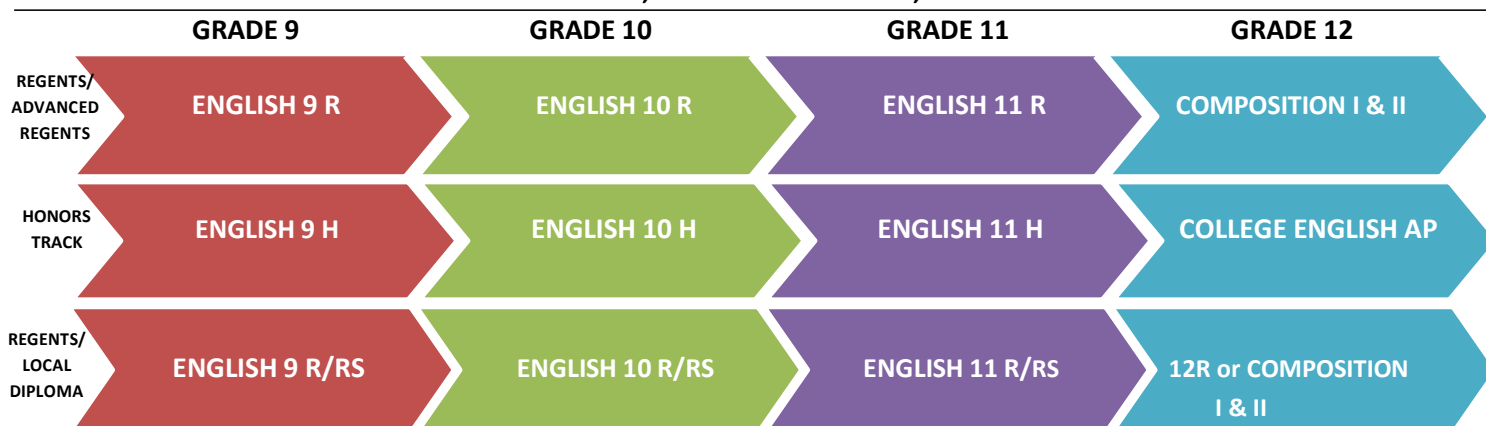 GRADE 9 GRADE 10 GRADE 11 GRADE 12
REGENTS/
ADVANCED
REGENTS
ENGLISH 9 R
ENGLISH 10 R
ENGLISH 11 R
COMPOSITION I & II
HONORS
TRACK
ENGLISH 9 H
ENGLISH 10 H
ENGLISH 11 H
COLLEGE ENGLISH AP
REGENTS/
LOCAL
DIPLOMA
ENGLISH 9 R/RS
ENGLISH 10 R/RS
ENGLISH 11 R/RS
12R or COMPOSITION
I & II